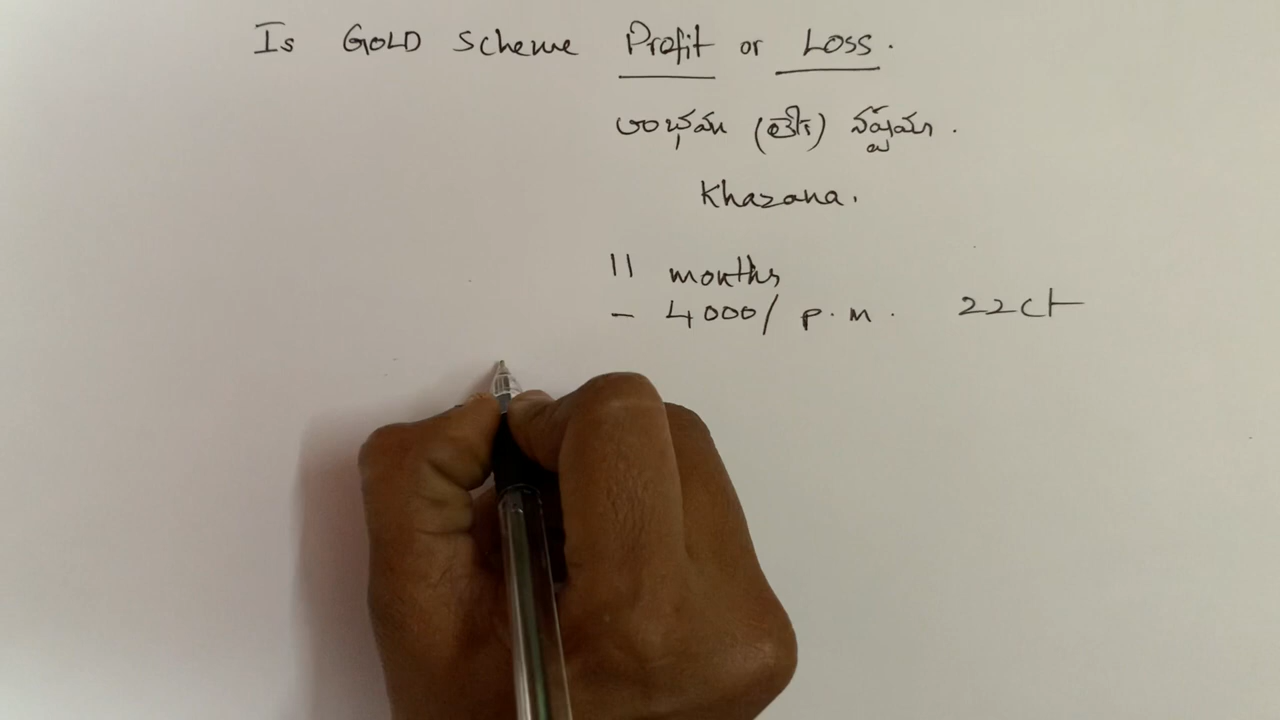 Is GOLD scheme Profit or Loss.
లాభమా (లేక) నష్టమా.
Khazana.
11 months
- 4000/ p.m. 22ct